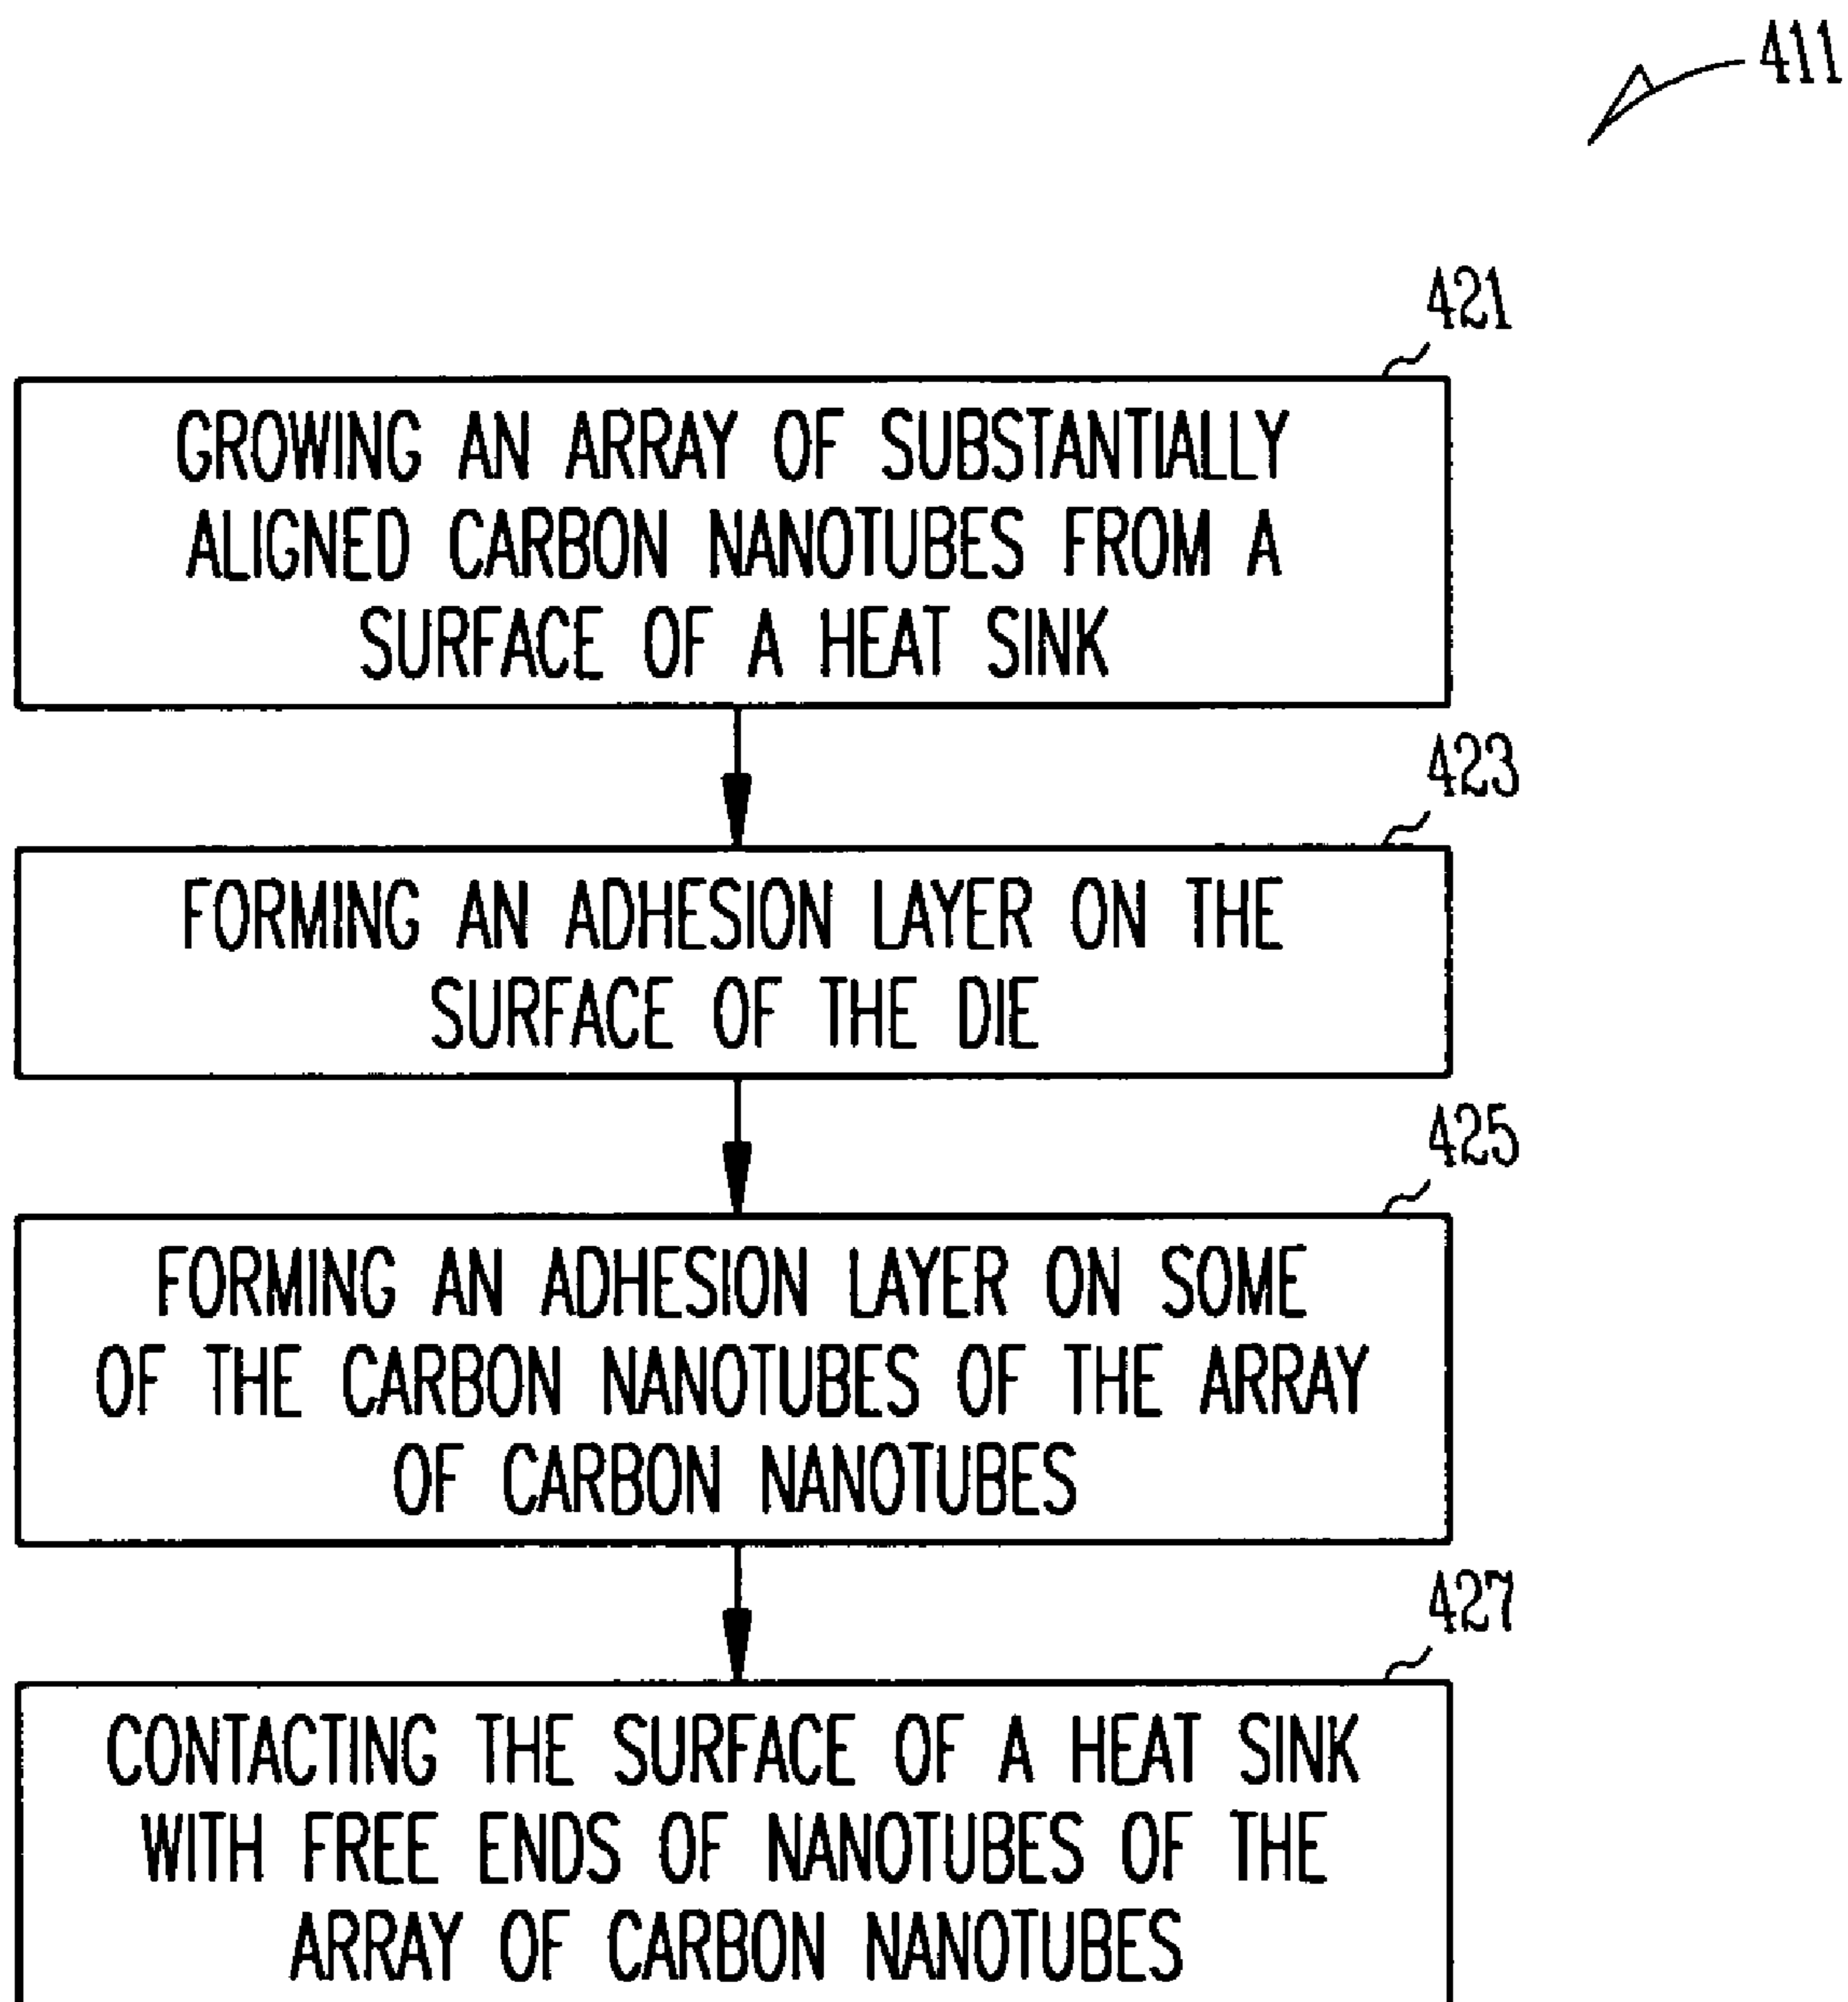 411
421
GROWING AN ARRAY OF SUBSTANTIALLY
ALIGNED CARBON NANOTUBES FROM A
SURFACE OF A HEAT SINK
423
FORMING AN ADHESION LAYER ON THE
SURFACE OF THE DIE
425
FORMING AN ADHESION LAYER ON SOME
OF THE CARBON NANOTUBES OF THE ARRAY
OF CARBON NANOTUBES
427
CONTACTING THE SURFACE OF A HEAT SINK
WITH FREE ENDS OF NANOTUBES OF THE
ARRAY OF CARBON NANOTUBES